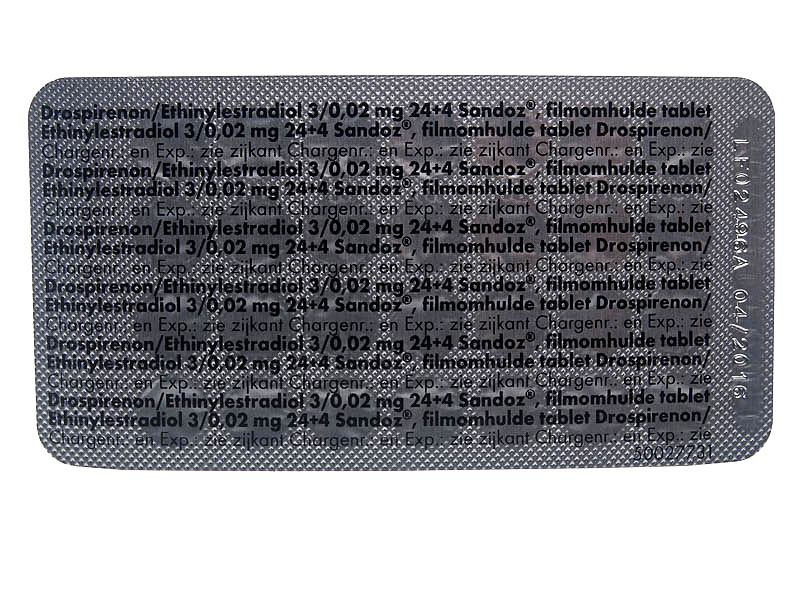 Drospirenon/Ethinylestradiol 3/0,02 mg 24+4 Sandoz®, filmomhulde tablet
Ethinylestradiol 3/0,02 mg 24+4 Sandoz®, filmomhulde tablet Drospirenon/
Chargenr.: en Exp.: zie zijkant Chargenr.: en Exp.: zie zijkant Chargenr.: en Exp.: zie
Drospirenon/Ethinylestradiol 3/0,02 mg 24+4 Sandoz®, filmomhulde tablet
Ethinylestradiol 3/0,02 mg 24+4 Sandoz®, filmomhulde tablet Drospirenon/
Chargenr.: en Exp.: zie zijkant Chargenr.: en Exp.: zie zijkant Chargenr.: en Exp.: zie
Drospirenon/Ethinylestradiol 3/0,02 mg 24+4 Sandoz®, filmomhulde tablet
Ethinylestradiol 3/0,02 mg 24+4 Sandoz®, filmomhulde tablet Drospirenon/
Chargenr.: en Exp.: zie zijkant Chargenr.: en Exp.: zie zijkant Chargenr.: en Exp.: zie
Drospirenon/Ethinylestradiol 3/0,02 mg 24+4 Sandoz®, filmomhulde tablet
Ethinylestradiol 3/0,02 mg 24+4 Sandoz®, filmomhulde tablet Drospirenon/
Chargenr.: en Exp.: zie zijkant Chargenr.: en Exp.: zie zijkant Chargenr.: en Exp.: zie
Drospirenon/Ethinylestradiol 3/0,02 mg 24+4 Sandoz®, filmomhulde tablet
Ethinylestradiol 3/0,02 mg 24+4 Sandoz®, filmomhulde tablet Drospirenon/
Chargenr.: en Exp.: zie zijkant Chargenr.: en Exp.: zie zijkant Chargenr.: en Exp.: zie
Drospirenon/Ethinylestradiol 3/0,02 mg 24+4 Sandoz®, filmomhulde tablet
Ethinylestradiol 3/0,02 mg 24+4 Sandoz®, filmomhulde tablet Drospirenon/
Chargenr.: en Exp.: zie zijkant Chargenr.: en Exp.: zie zijkant Chargenr.: en Exp.: zie
50027731
04/2016